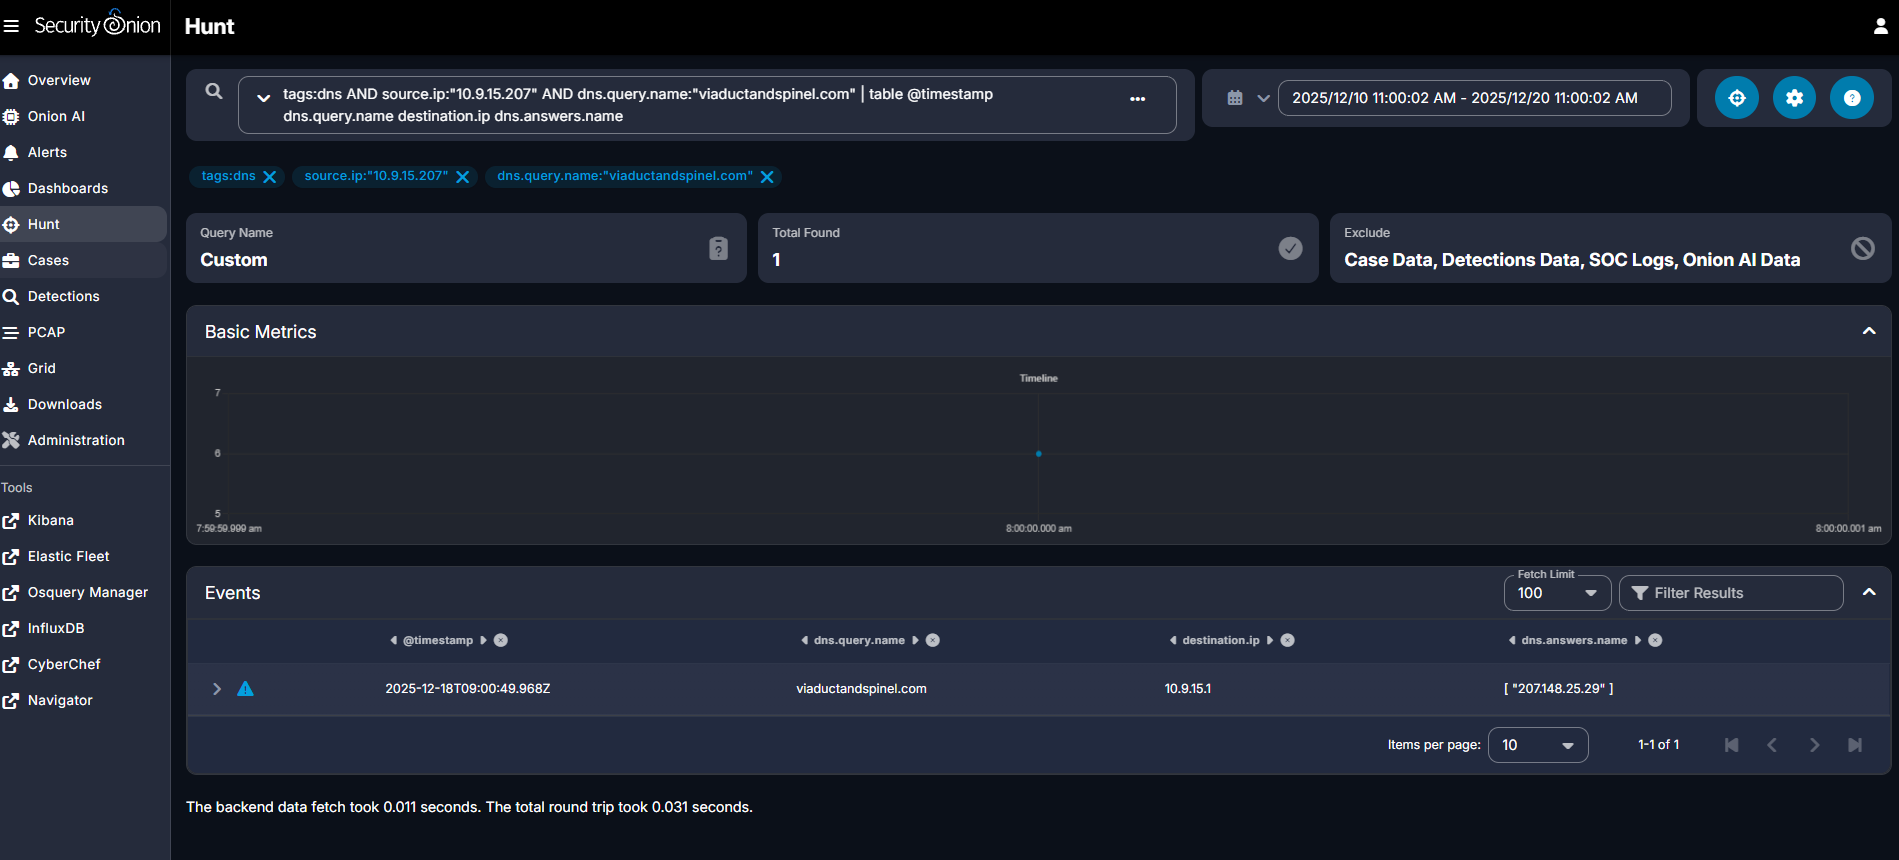 Security Onion
Hunt
Overview
Onion AI
Alerts
Dashboards
Hunt
Cases
Detections
PCAP
Grid
Downloads
Administration
Tools
Kibana
Elastic Fleet
Osquery Manager
InfluxDB
CyberChef
Navigator
tags:dns AND source.ip:"10.9.15.207" AND dns.query.name:"viaductandspinel.com" | table @timestamp
dns.query.name destination.ip dns.answers.name
2025/12/10 11:00:02 AM - 2025/12/20 11:00:02 AM
tags:dns
source.ip:"10.9.15.207"
dns.query.name:"viaductandspinel.com"
Query Name
Custom
Total Found
1
Exclude
Case Data, Detections Data, SOC Logs, Onion AI Data
Basic Metrics
Timeline
7
6
5
7:59:59.999 am
8:00:00.000 am
8:00:00.001 am
Events
Fetch Limit
100
Filter Results
@timestamp
dns.query.name
destination.ip
dns.answers.name
2025-12-18T09:00:49.968Z
viaductandspinel.com
10.9.15.1
[ "207.148.25.29" ]
Items per page:
10
1-1 of 1
The backend data fetch took 0.011 seconds. The total round trip took 0.031 seconds.